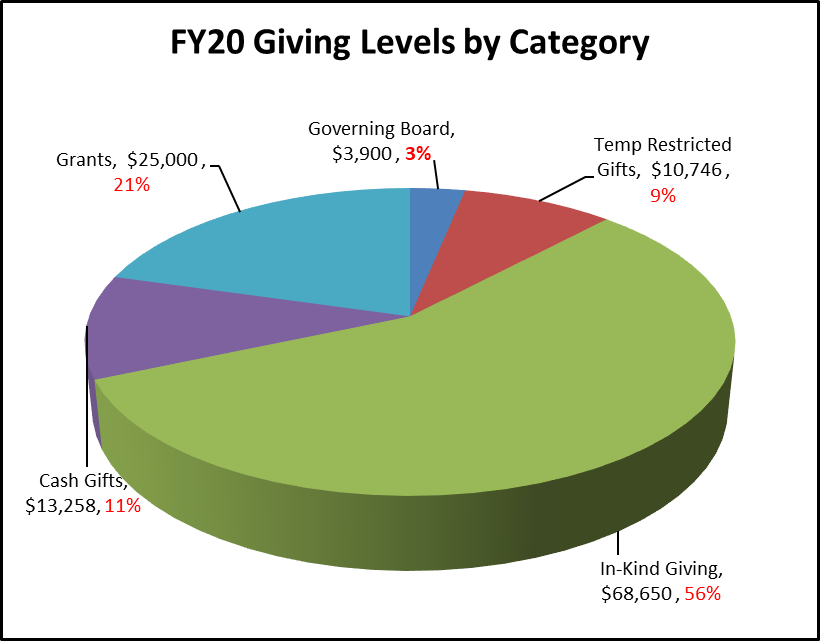 FY20 Giving Levels by Category
Governing Board,
$3,900 , 3%
Temp Restricted
Gifts, $10,746 ,
9%
Grants, $25,000 ,
21%
Cash Gifts,
$13,258, 11%
In-Kind Giving,
$68,650 , 56%